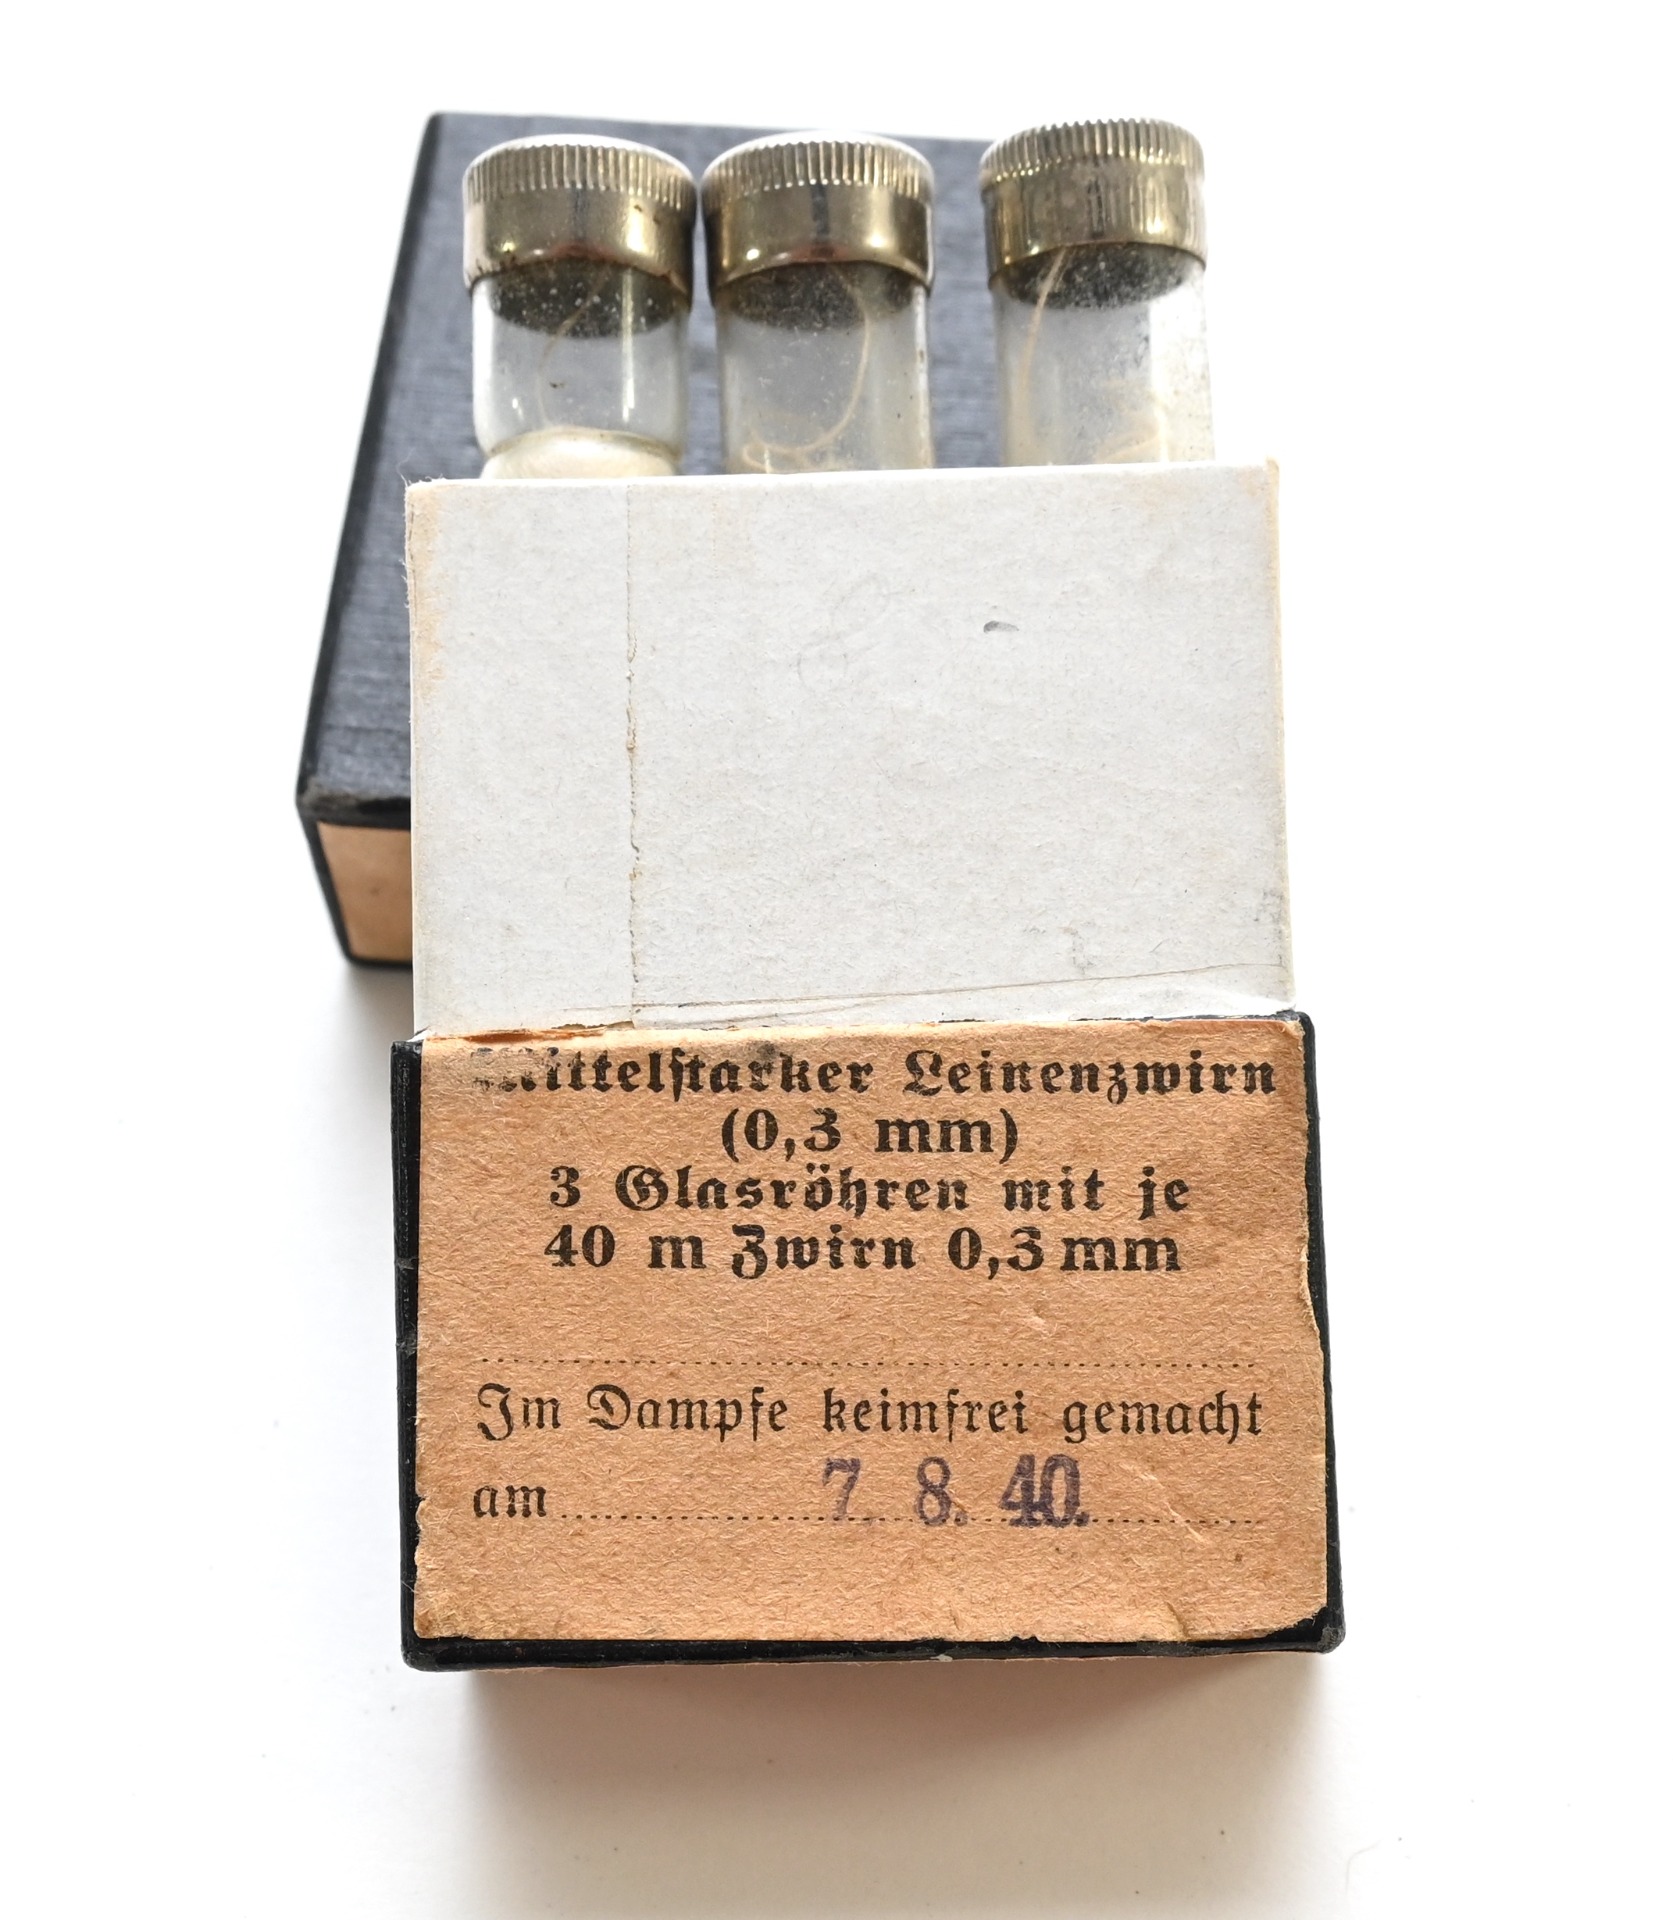 Mittelstarker Leinenzwirn
(0,3 mm)
3 Glasröhren mit je
40 m Zwirn 0,3 mm
Im Dampfe keimfrei gemacht
am 7. 8. 40.